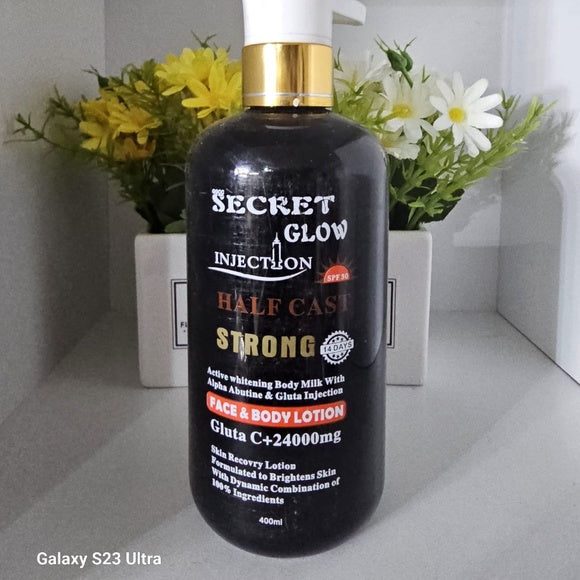 SECRET
GLOW
INJECTION
SPF 50
HALF CAST
STRONG
14 DAYS
Active whitening Body Milk With
Alpha Abutine & Gluta Injection
FACE & BODY LOTION
Gluta C+24000mg
Skin Recovry Lotion
Formulated to Brightens Skin
With Dynamic Combination of
100% Ingredients
400ml
Galaxy S23 Ultra